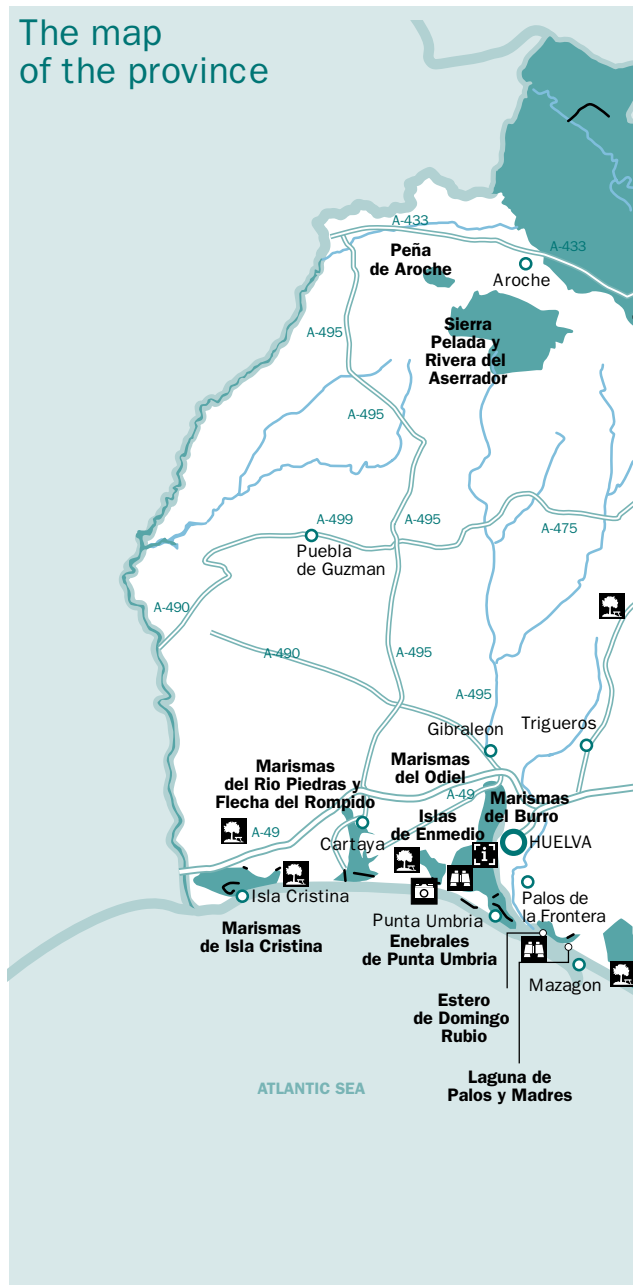 The map
of the province
A-433
A-433
Peña
de Aroche
Aroche
Sierra
Pelada y
Rivera del
Aserrador
A-495
A-495
A-499
A-495
A-475
Puebla
de Guzman
A-490
A-490
A-495
A-495
Gibraleon
Trigueros
Marismas
del Rio Piedras y
Flecha del Rompido
Marismas
del Odiel
A-49
Marismas
del Burro
Islas
de Enmedio
A-49
Cartaya
HUELVA
Isla Cristina
Palos de
la Frontera
Punta Umbria
Marismas
de Isla Cristina
Enebrales
de Punta Umbria
Mazagon
Estero
de Domingo
Rubio
Laguna de
Palos y Madres
ATLANTIC SEA